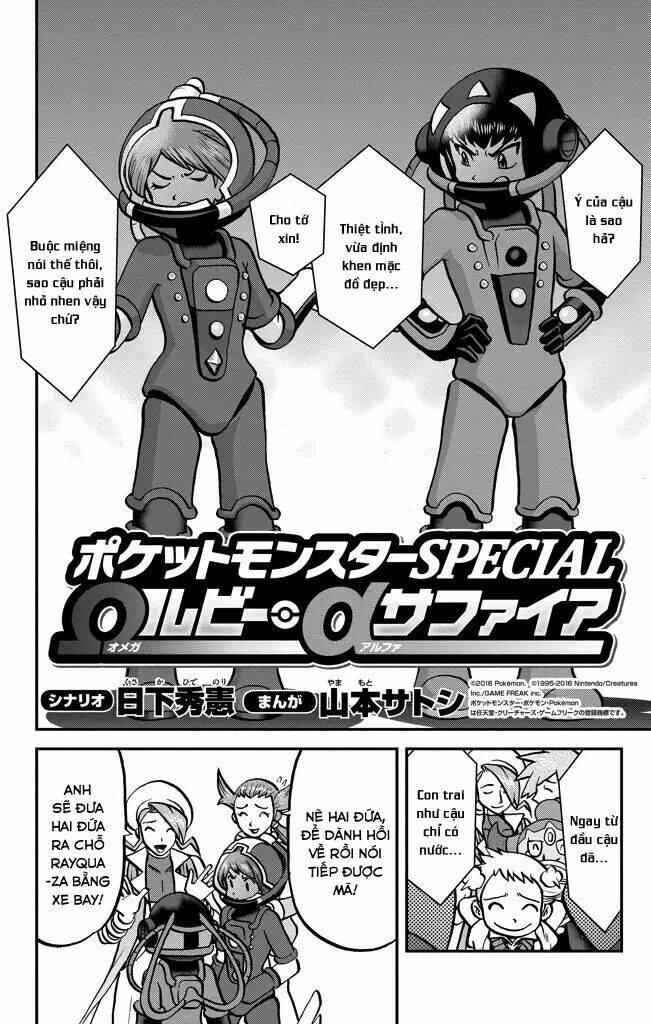 Ý của cậu
là sao
hả?
Thiệt tình,
vừa định
khen mặc
đồ đẹp...
Cho tớ
xin!
Buộc miệng
nói thế thôi,
sao cậu phải
nhỏ nhen vậy
chứ?
ポケットモンスターSPECIAL
Ωルビー・αサファイア
オメガ アルファ
くさ か ひで のり やま もと
シナリオ 日下秀憲 まんが 山本サトシ
©2016 Pokémon. ©1995-2016 Nintendo/Creatures
Inc./GAME FREAK inc.
ポケットモンスター・ポケモン・Pokémon
は任天堂・クリーチャーズ・ゲームフリークの登録商標です。
Ngay từ
đầu cậu
đã...
Con trai
như cậu
chỉ có
nước...
NÈ HAI ĐỨA,
ĐỂ DÀNH HỒI
VỀ RỒI NÓI
TIẾP ĐƯỢC
MÀ!
ANH
SẼ ĐƯA
HAI ĐỨA
RA CHỖ
RAYQUA
-ZA BẰNG
XE BAY!